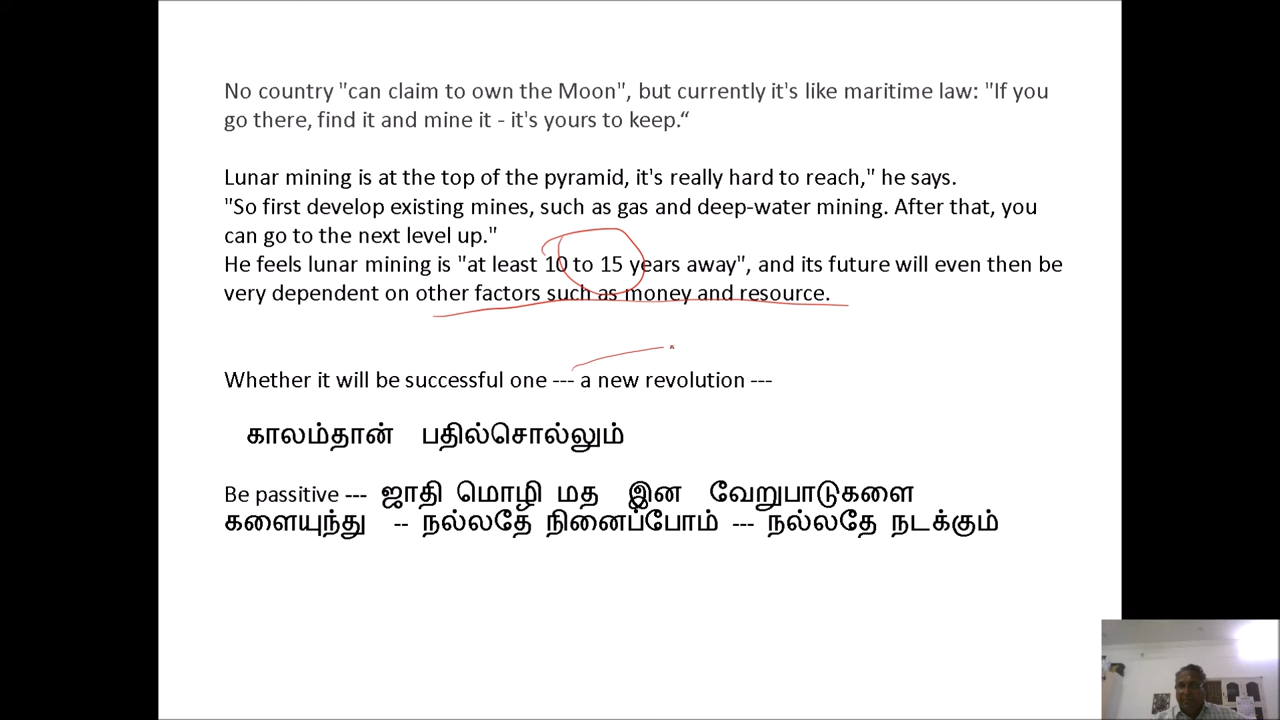 No country "can claim to own the Moon", but currently it's like maritime law: "If you
go there, find it and mine it - it's yours to keep.“
Lunar mining is at the top of the pyramid, it's really hard to reach," he says.
"So first develop existing mines, such as gas and deep-water mining. After that, you
can go to the next level up."
He feels lunar mining is "at least 10 to 15 years away", and its future will even then be
very dependent on other factors such as money and resource.
Whether it will be successful one --- a new revolution ---
காலம்தான் பதில்சொல்லும்
Be passitive --- ஜாதி மொழி மத இன வேறுபாடுகளை
களையுந்து -- நல்லதே நினைப்போம் --- நல்லதே நடக்கும்